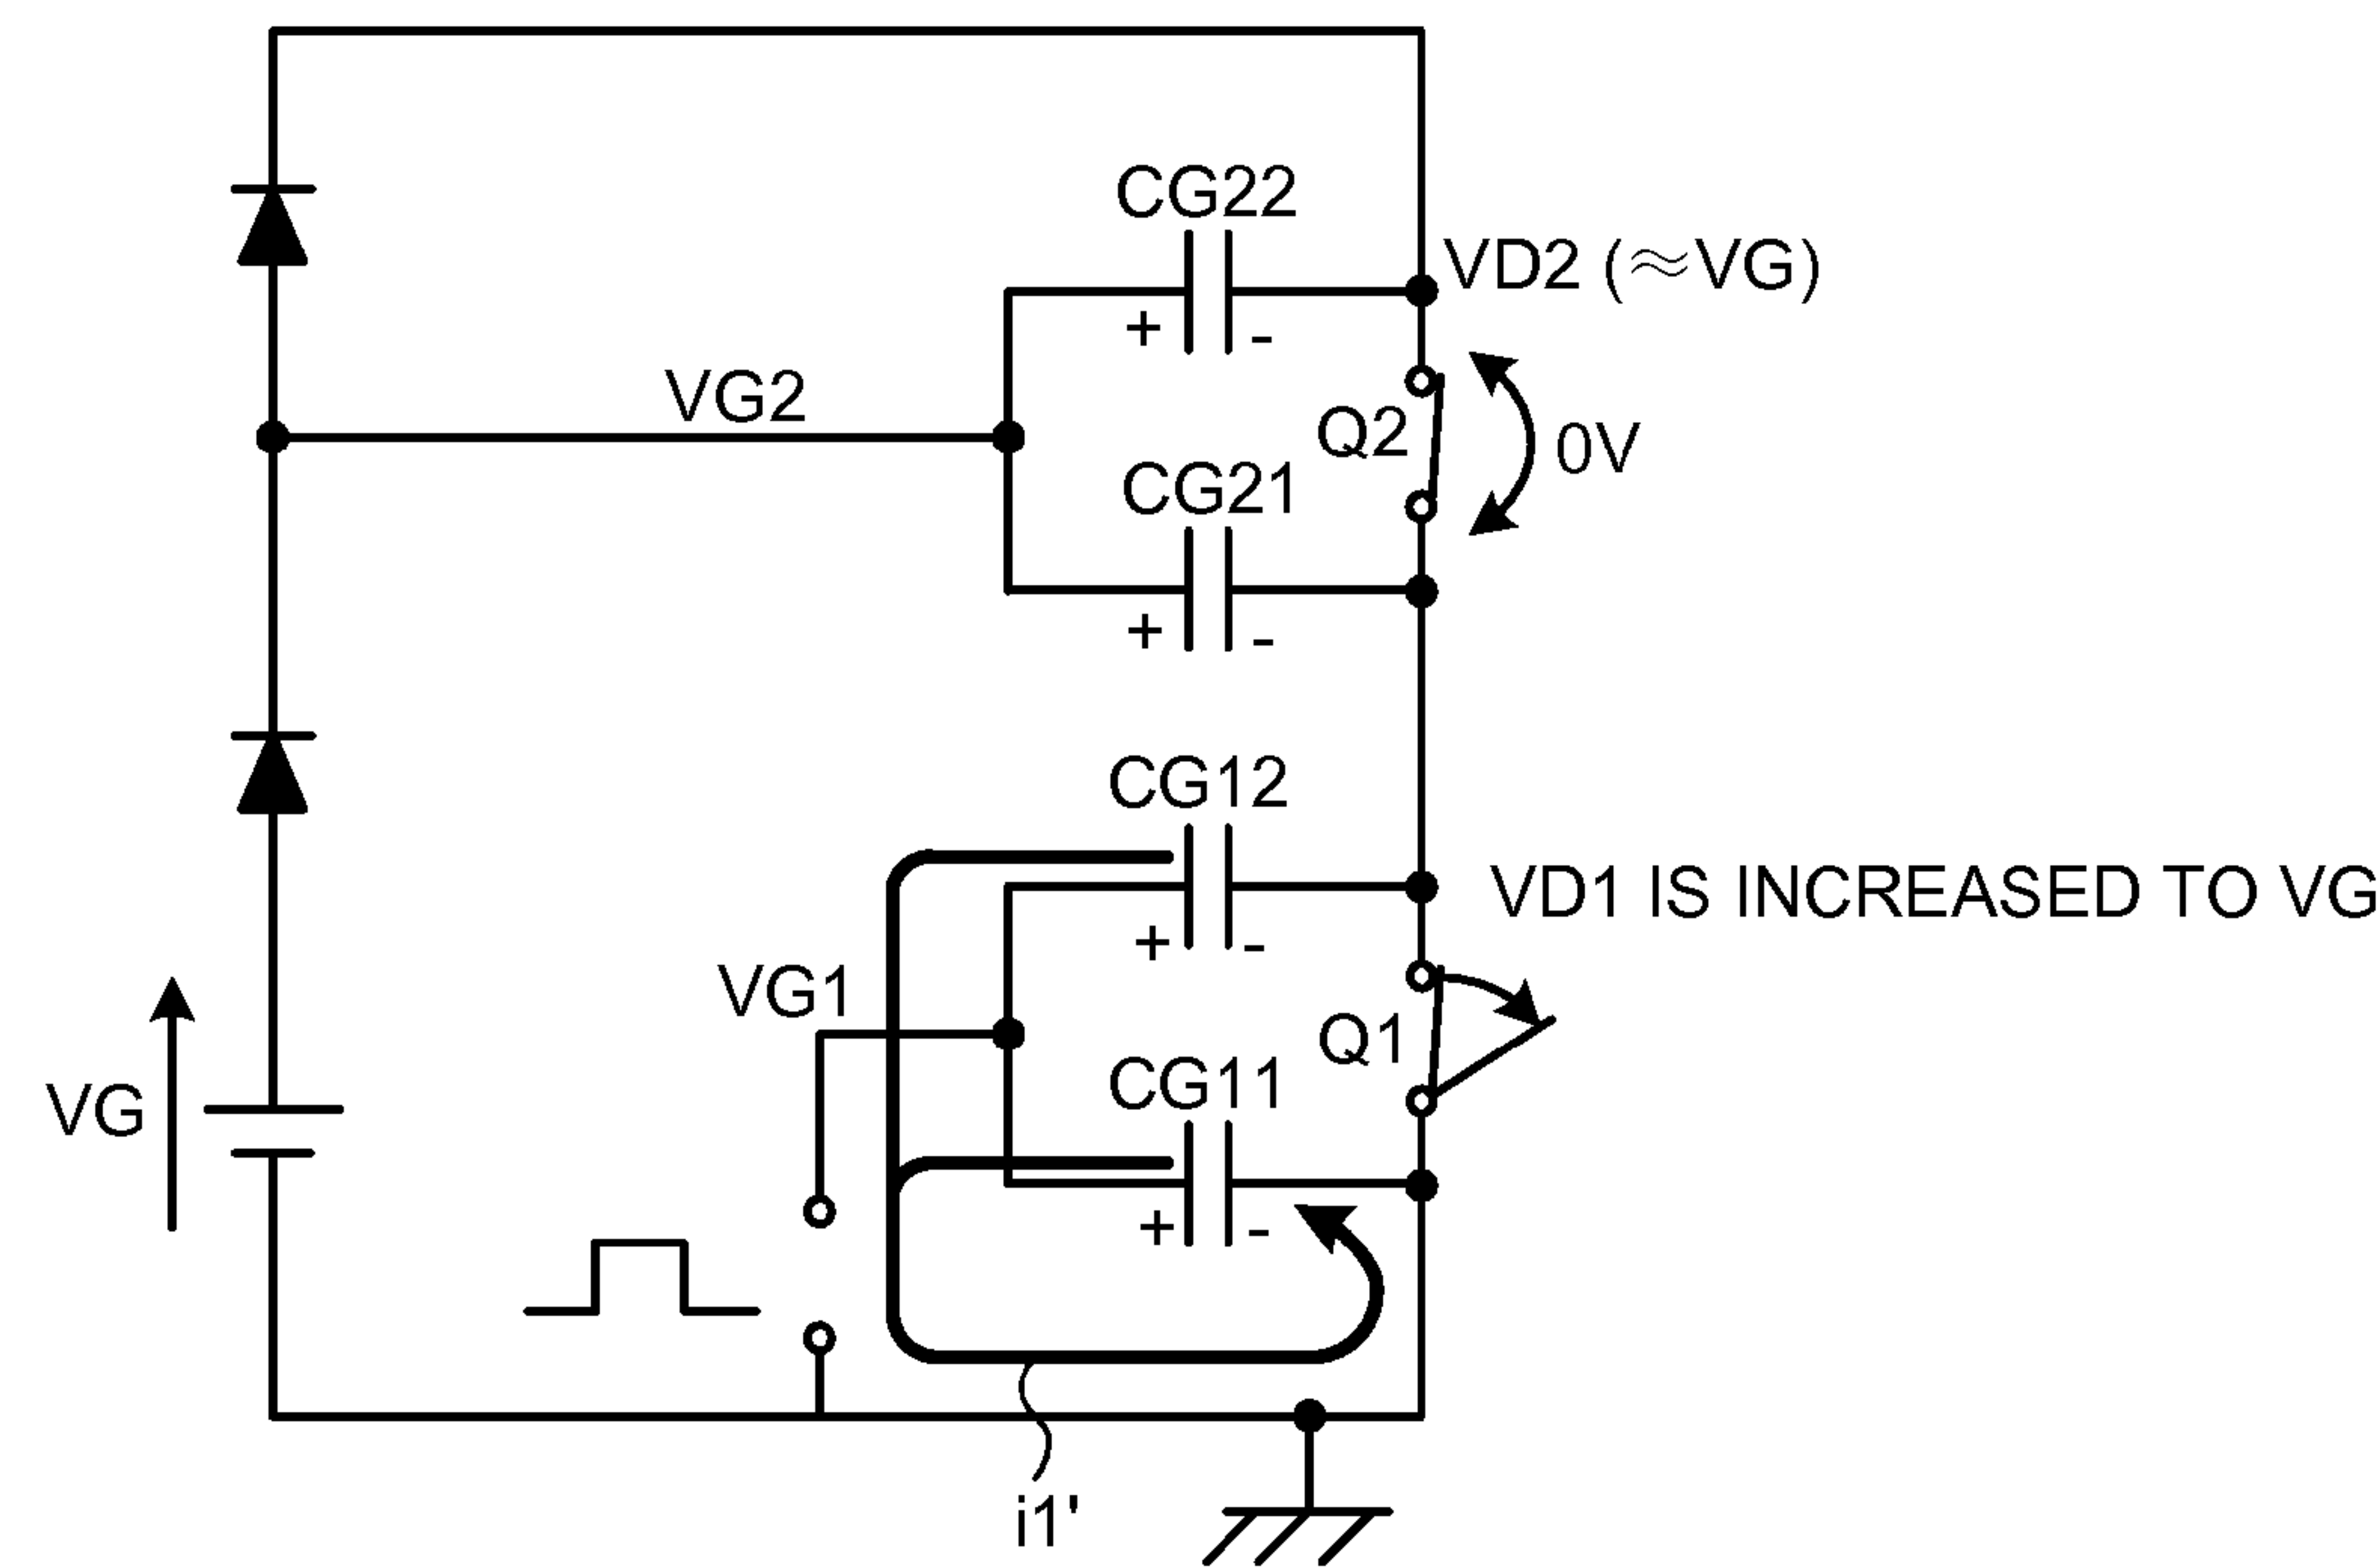 CG22
VD2 (≈VG)
+ -
VG2
Q2
0V
CG21
+ -
CG12
VD1 IS INCREASED TO VG
+ -
VG1
Q1
CG11
VG
+ -
i1'